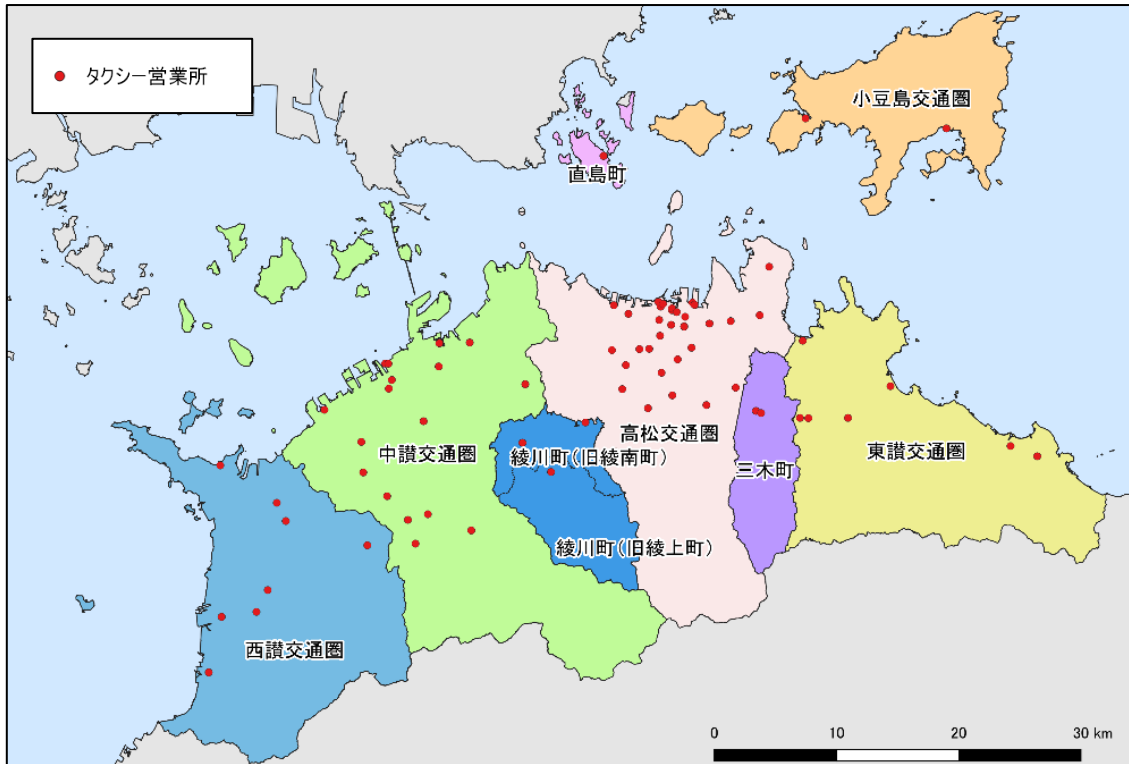 タクシー営業所
小豆島交通圏
直島町
高松交通圏
中讃交通圏
綾川町(旧綾南町)
三木町
東讃交通圏
綾川町(旧綾上町)
西讃交通圏
0 10 20 30 km